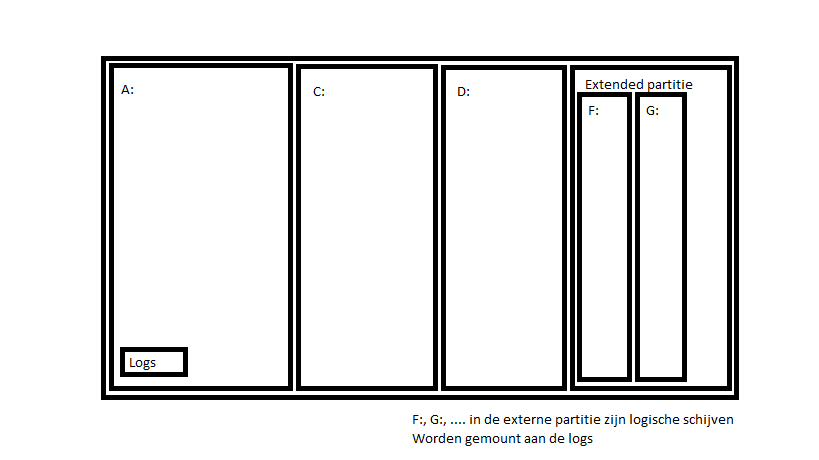 A:
C:
D:
Extended partitie
F:
G:
Logs
F:, G:, .... in de externe partitie zijn logische schijven
Worden gemount aan de logs